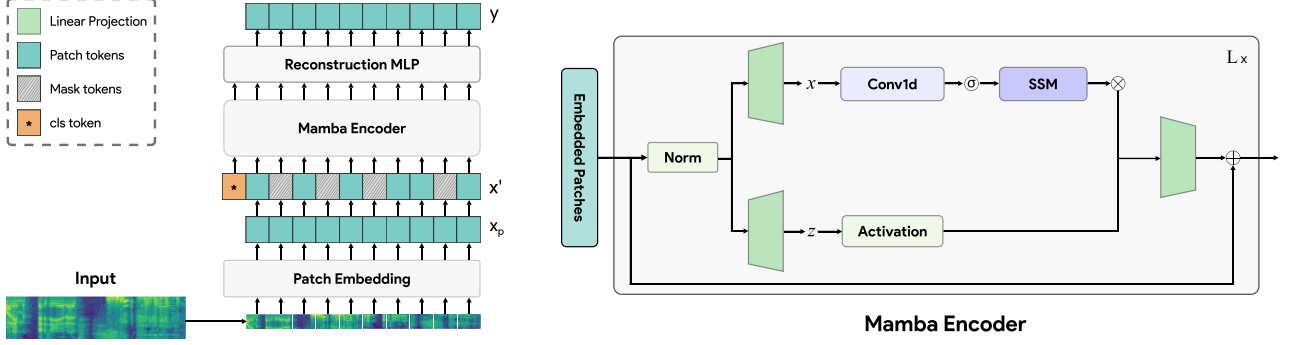 Linear Projection
Patch tokens
Mask tokens
* cls token
y
Reconstruction MLP
Mamba Encoder
* x'
xₚ
Patch Embedding
Input
Embedded Patches
L x
x Conv1d σ SSM ⊗
Norm
⊕
z Activation
Mamba Encoder